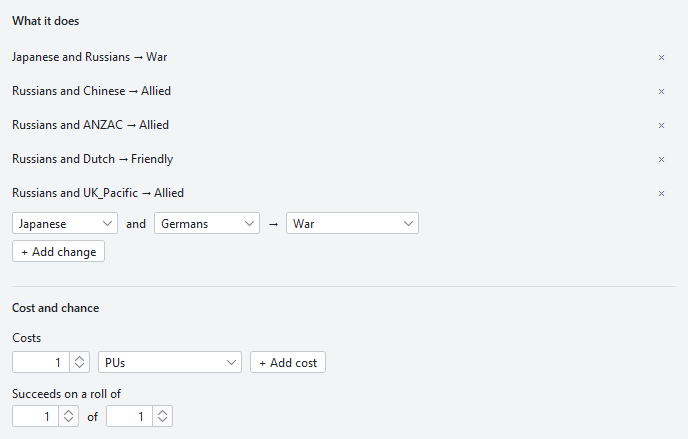 What it does
Japanese and Russians → War ×
Russians and Chinese → Allied ×
Russians and ANZAC → Allied ×
Russians and Dutch → Friendly ×
Russians and UK_Pacific → Allied ×
Japanese and Germans → War
+ Add change
Cost and chance
Costs
1 PUs + Add cost
Succeeds on a roll of
1 of 1